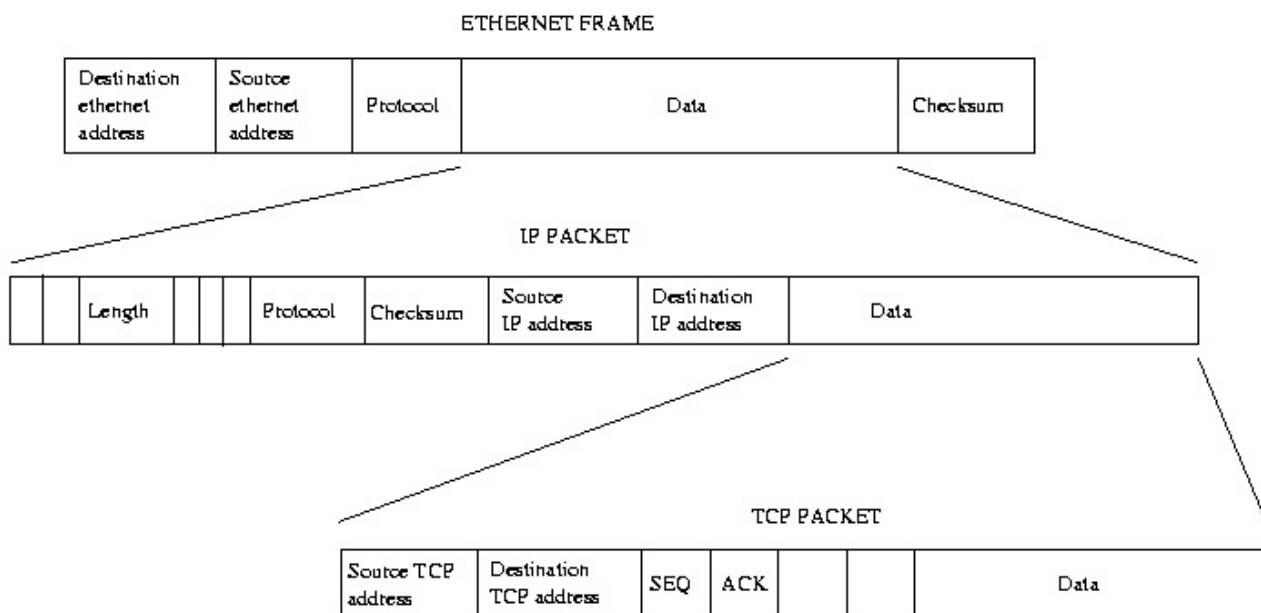 ETHERNET FRAME
Destination
ethernet
address
Source
ethernet
address
Protocol
Data
Checksum
IP PACKET
Length
Protocol
Checksum
Source
IP address
Destination
IP address
Data
TCP PACKET
Source TCP
address
Destination
TCP address
SEQ
ACK
Data